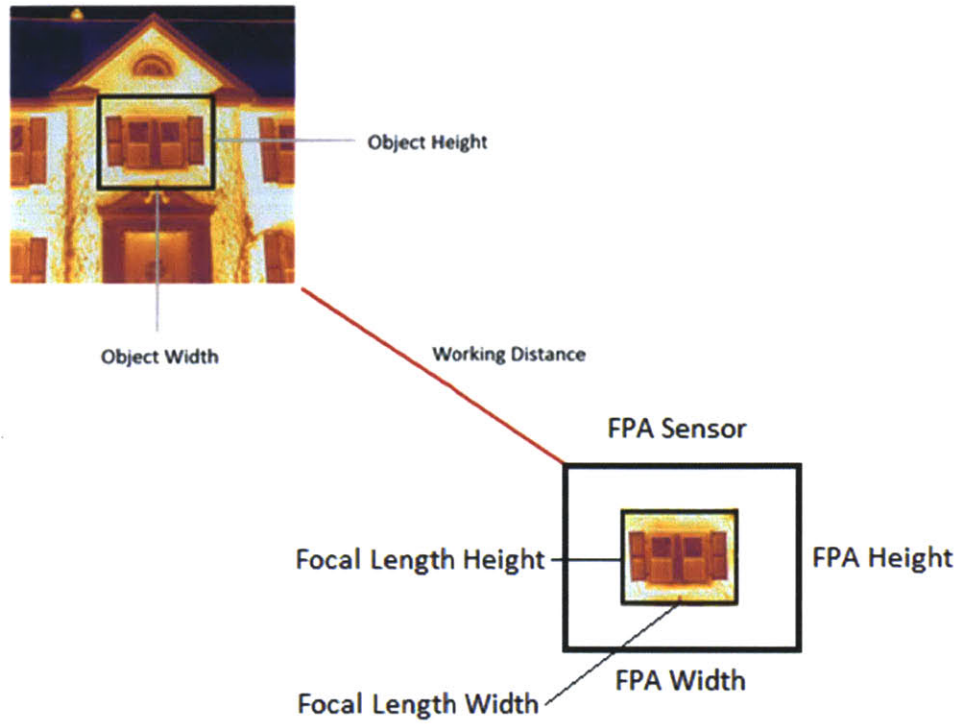 Object Height
Object Width
Working Distance
FPA Sensor
Focal Length Height
FPA Height
FPA Width
Focal Length Width